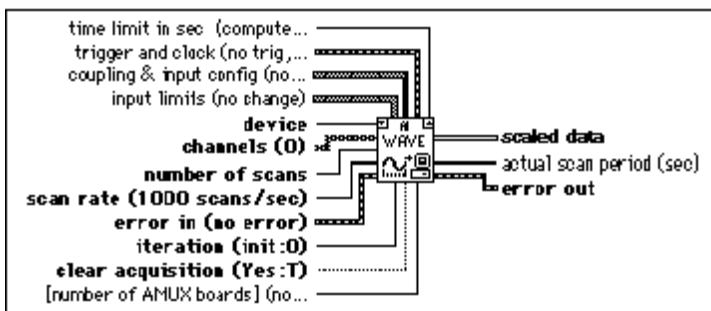 time limit in sec (compute...
trigger and clock (no trig,...
coupling & input config (no...
input limits (no change)
device
channels (0)
number of scans
scan rate (1000 scans/sec)
error in (no error)
iteration (init:0)
clear acquisition (Yes:T)
[number of AMUX boards] (no...
AI
WAVE
scaled data
actual scan period (sec)
error out